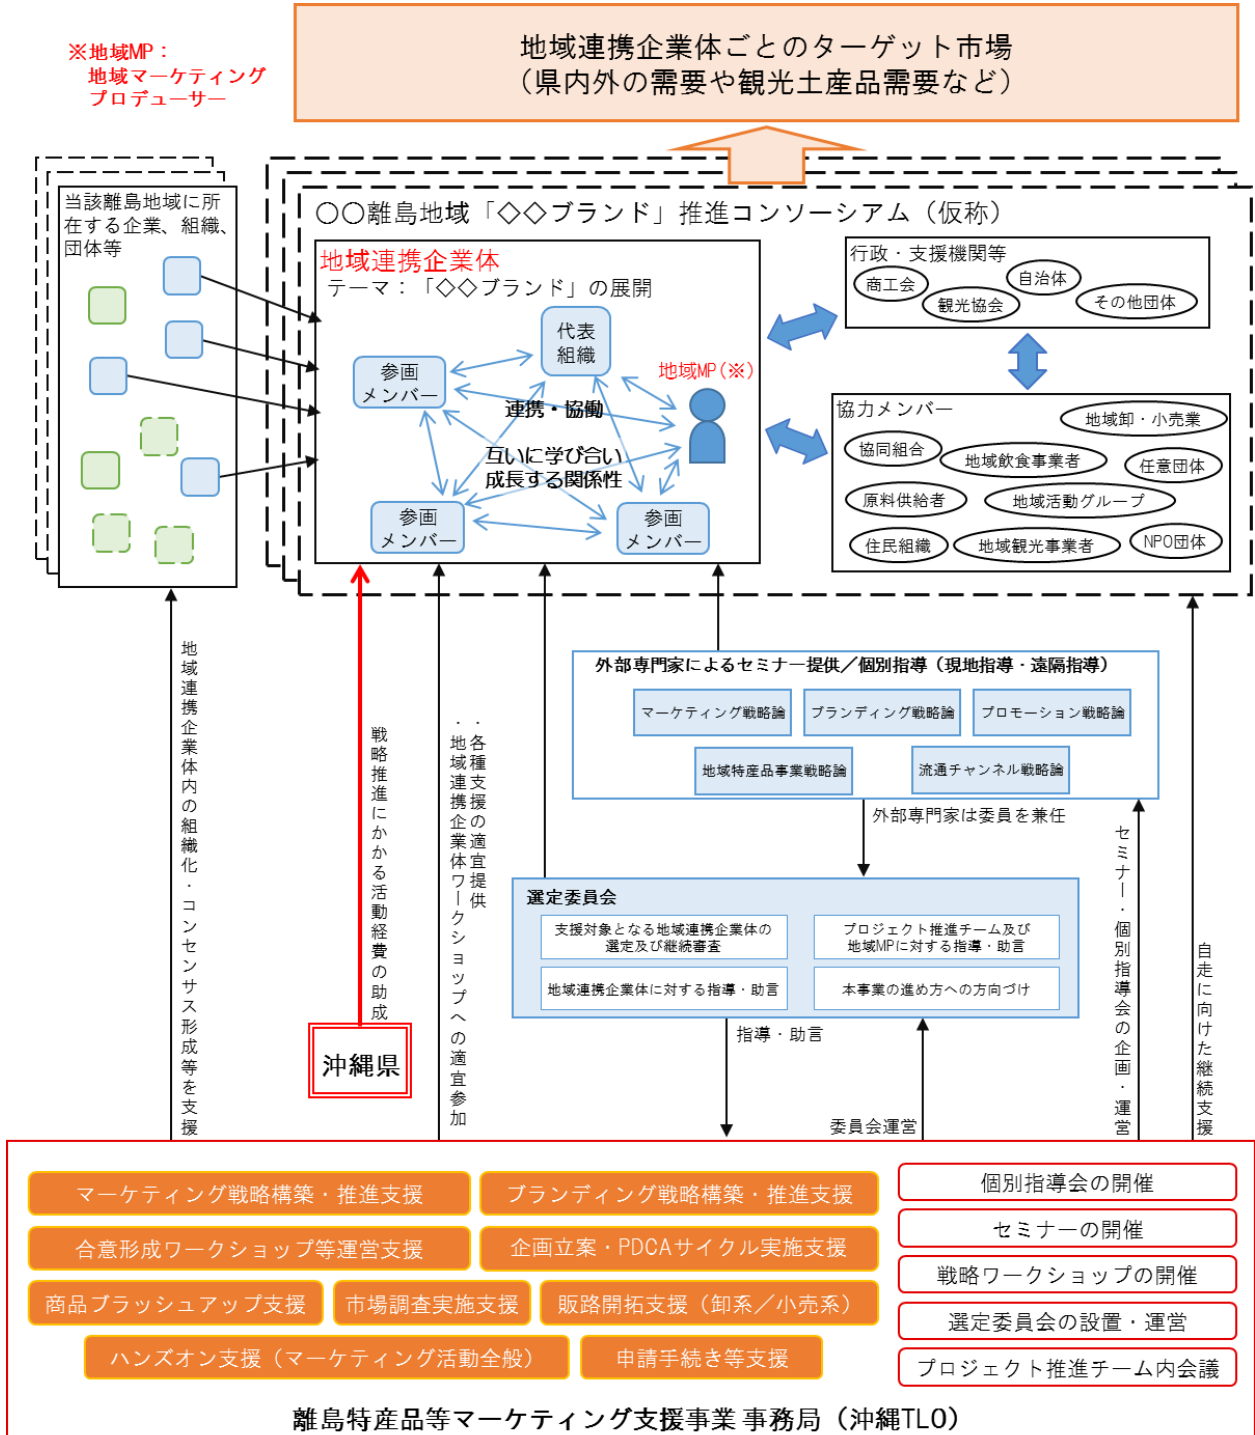 地域連携企業体ごとのターゲット市場
（県内外の需要や観光土産品需要など）
※地域MP：
地域マーケティング
プロデューサー
当該離島地域に所
在する企業、組織、
団体等
〇〇離島地域「◇◇ブランド」推進コンソーシアム（仮称）
地域連携企業体
テーマ：「◇◇ブランド」の展開
代表
組織
参画
メンバー
地域MP(※)
連携・協働
互いに学び合い
成長する関係性
参画
メンバー
参画
メンバー
行政・支援機関等
商工会
観光協会
自治体
その他団体
協力メンバー
地域卸・小売業
協同組合
地域飲食事業者
任意団体
原料供給者
地域活動グループ
住民組織
地域観光事業者
NPO団体
地域連携企業体内の組織化・コンセンサス形成等を支援
戦略推進にかかる活動経費の助成
・各種支援の適宜提供
・地域連携企業体ワークショップへの適宜参加
外部専門家によるセミナー提供／個別指導（現地指導・遠隔指導）
マーケティング戦略論
ブランディング戦略論
プロモーション戦略論
地域特産品事業戦略論
流通チャンネル戦略論
外部専門家は委員を兼任
セミナー・個別指導会の企画・運営
自走に向けた継続支援
選定委員会
支援対象となる地域連携企業体の
選定及び継続審査
プロジェクト推進チーム及び
地域MPに対する指導・助言
地域連携企業体に対する指導・助言
本事業の進め方への方向づけ
沖縄県
指導・助言
委員会運営
マーケティング戦略構築・推進支援
ブランディング戦略構築・推進支援
合意形成ワークショップ等運営支援
企画立案・PDCAサイクル実施支援
商品ブラッシュアップ支援
市場調査実施支援
販路開拓支援（卸系／小売系）
ハンズオン支援（マーケティング活動全般）
申請手続き等支援
個別指導会の開催
セミナーの開催
戦略ワークショップの開催
選定委員会の設置・運営
プロジェクト推進チーム内会議
離島特産品等マーケティング支援事業 事務局（沖縄TLO）